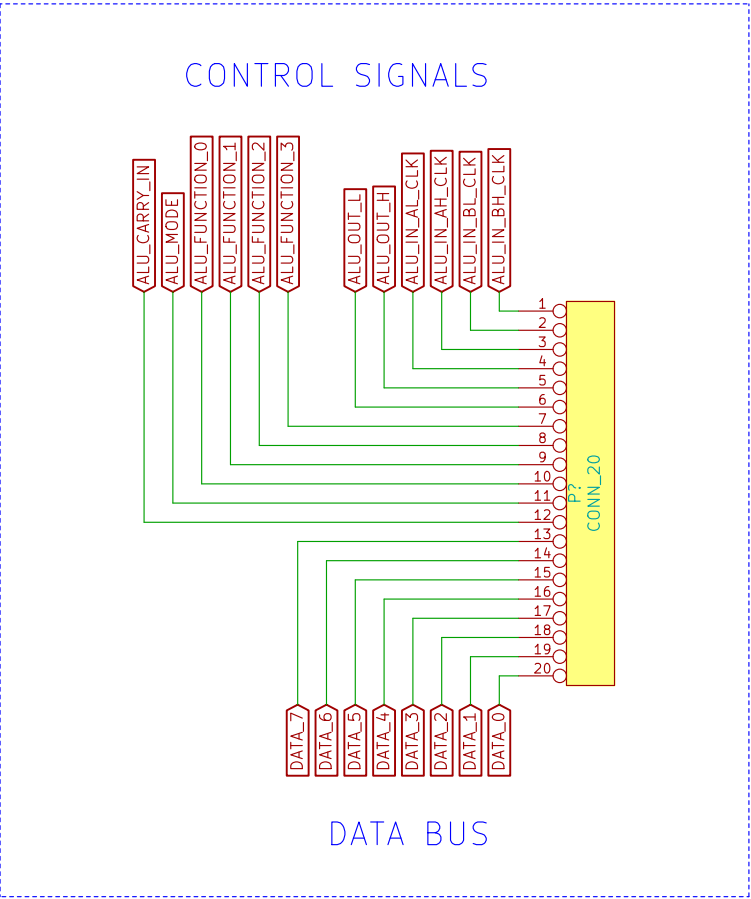 CONTROL SIGNALS
ALU_CARRY_IN
ALU_MODE
ALU_FUNCTION_0
ALU_FUNCTION_1
ALU_FUNCTION_2
ALU_FUNCTION_3
ALU_OUT_L
ALU_OUT_H
ALU_IN_AL_CLK
ALU_IN_AH_CLK
ALU_IN_BL_CLK
ALU_IN_BH_CLK
1
2
3
4
5
6
7
8
9
10
11
12
13
14
15
16
17
18
19
20
P?
CONN_20
DATA_7
DATA_6
DATA_5
DATA_4
DATA_3
DATA_2
DATA_1
DATA_0
DATA BUS